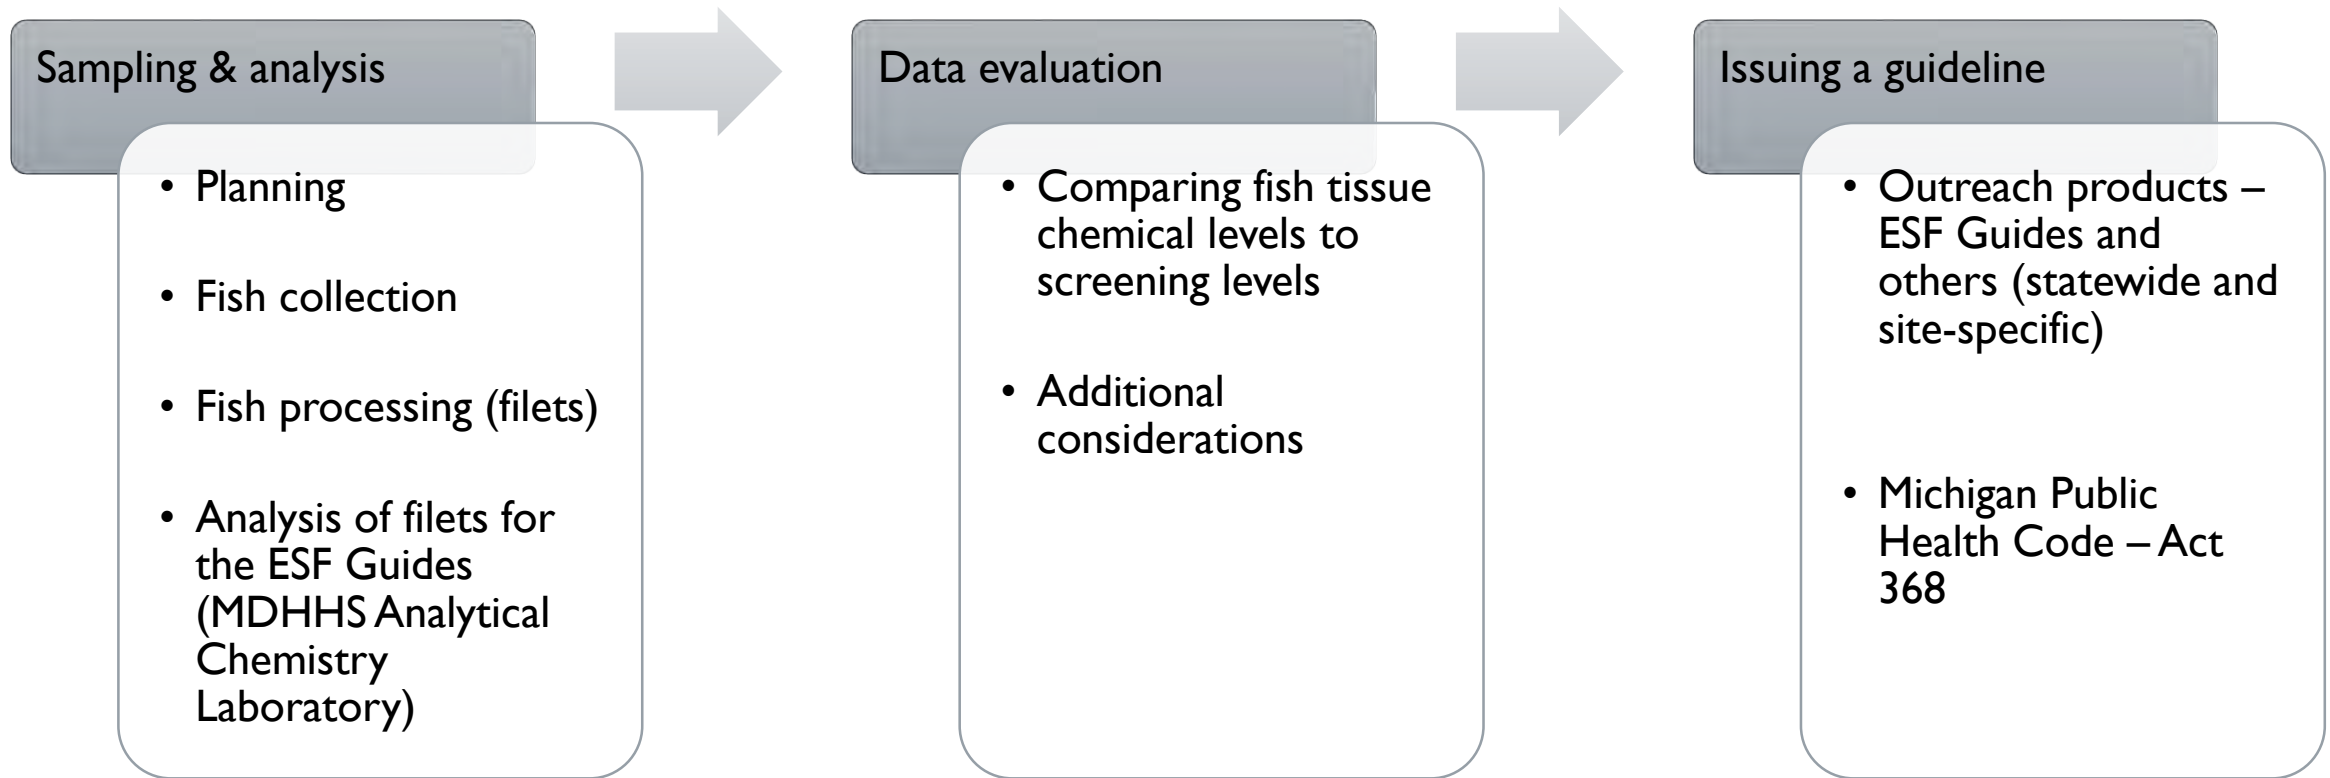 Sampling & analysis
• Planning
• Fish collection
• Fish processing (filets)
• Analysis of filets for
the ESF Guides
(MDHHS Analytical
Chemistry
Laboratory)
Data evaluation
• Comparing fish tissue
chemical levels to
screening levels
• Additional
considerations
Issuing a guideline
• Outreach products –
ESF Guides and
others (statewide and
site-specific)
• Michigan Public
Health Code – Act
368